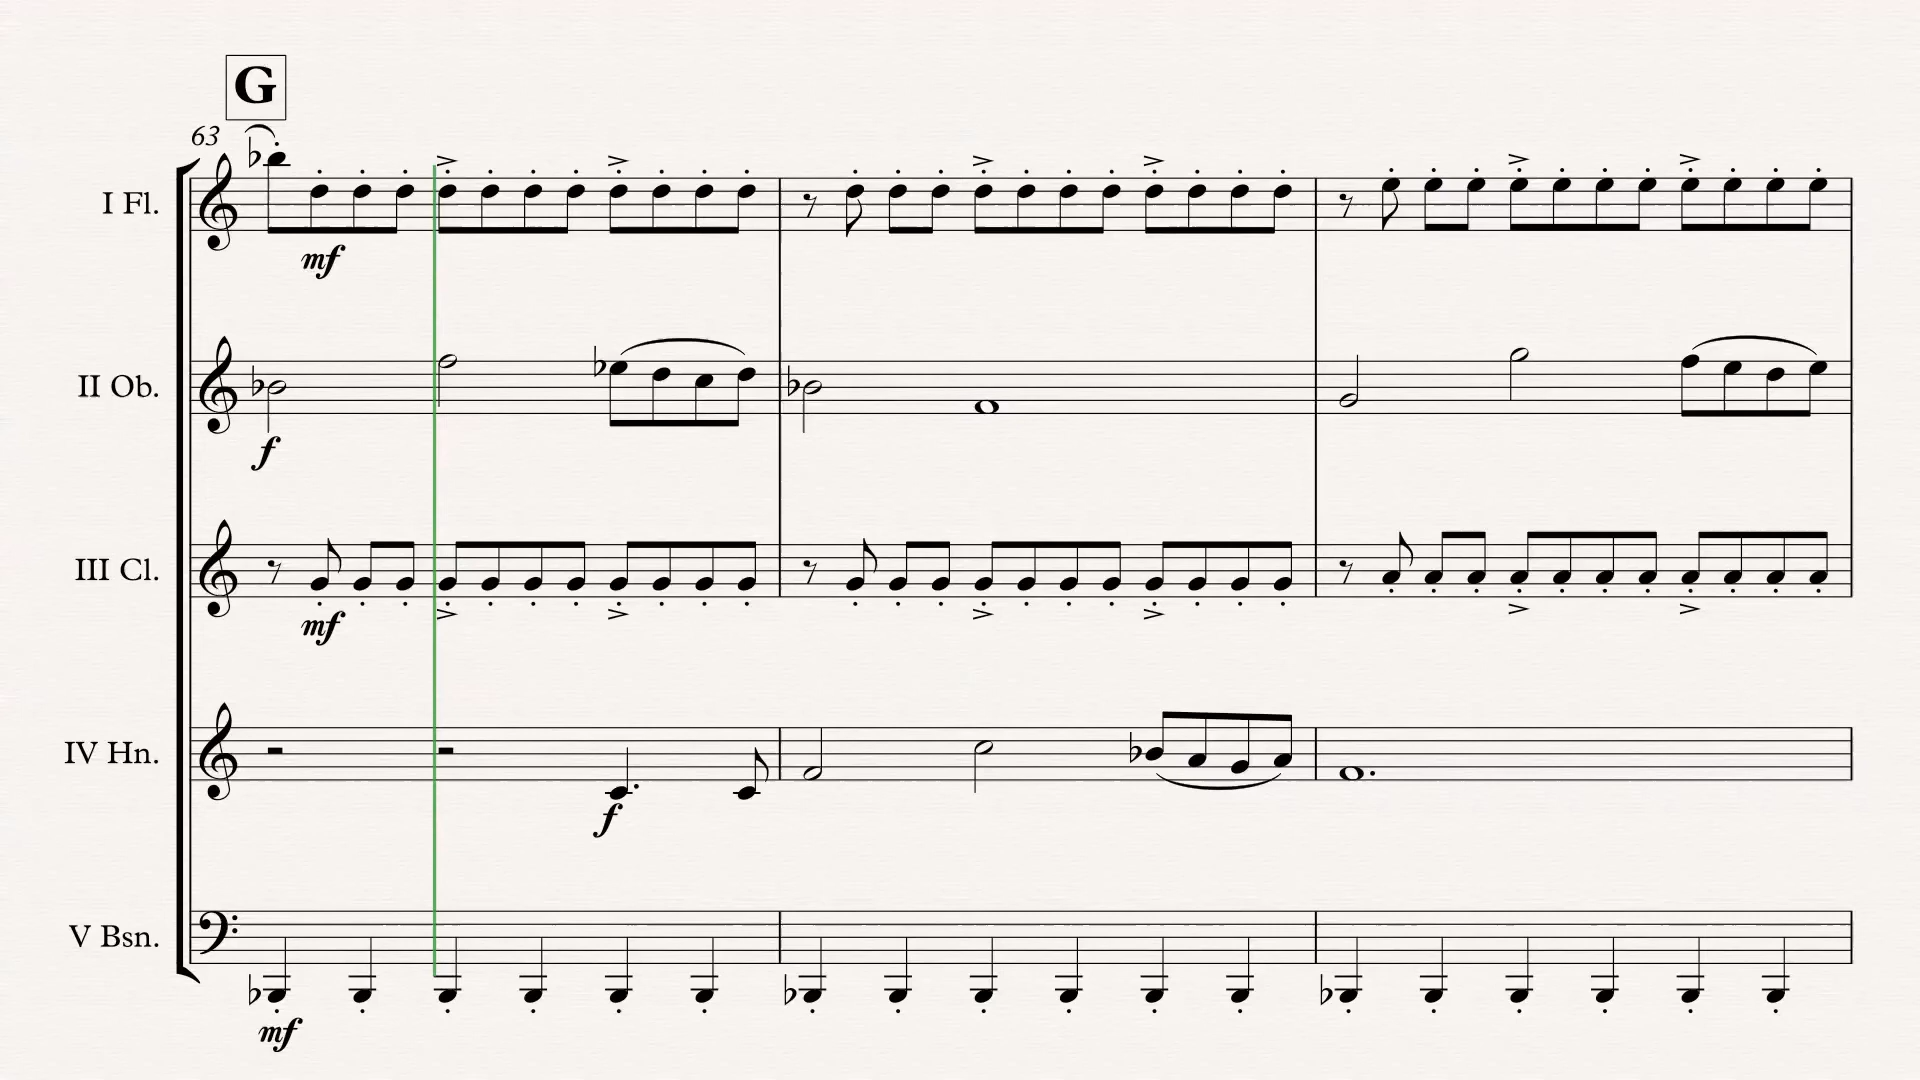 G
63
I Fl.
mf
II Ob.
f
III Cl.
mf
IV Hn.
f
V Bsn.
mf